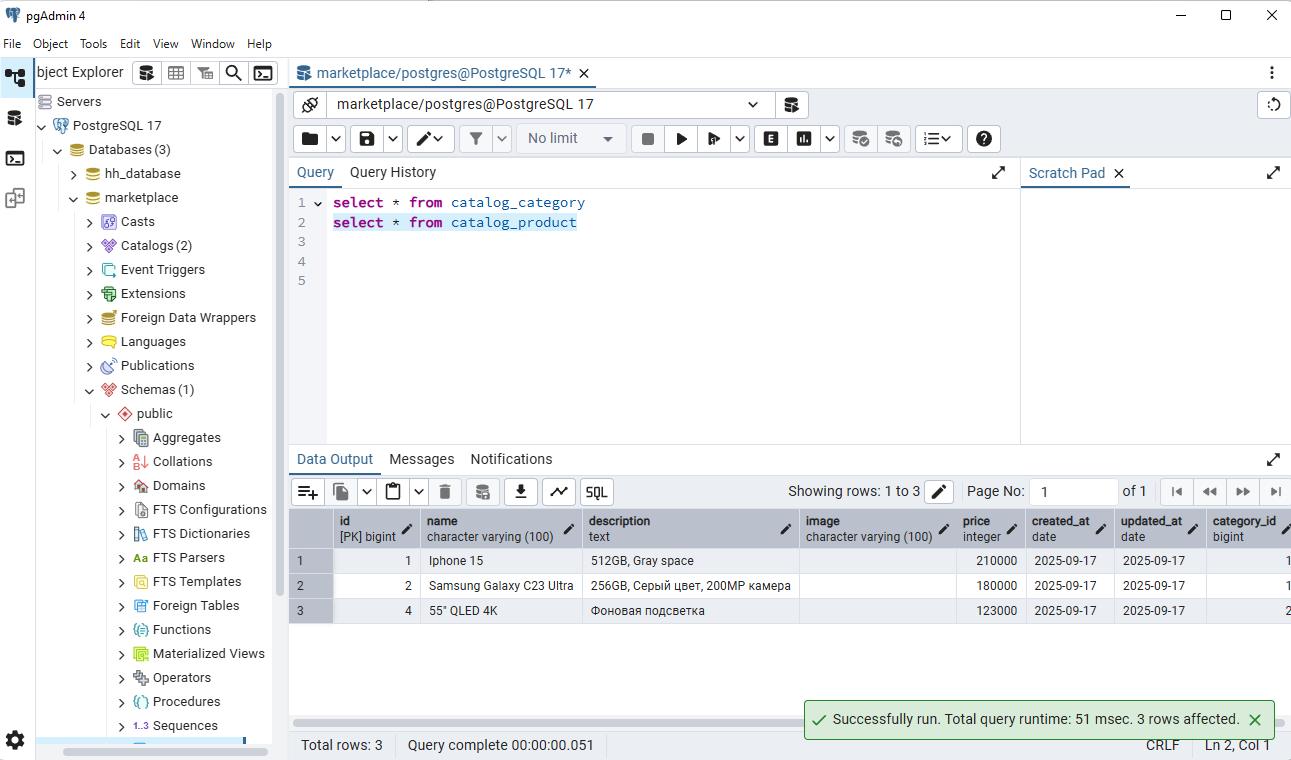 pgAdmin 4
File Object Tools Edit View Window Help
bject Explorer
marketplace/postgres@PostgreSQL 17*
Servers
PostgreSQL 17
Databases (3)
hh_database
marketplace
Casts
Catalogs (2)
Event Triggers
Extensions
Foreign Data Wrappers
Languages
Publications
Schemas (1)
public
Aggregates
Collations
Domains
FTS Configurations
FTS Dictionaries
Aa FTS Parsers
FTS Templates
Foreign Tables
Functions
Materialized Views
Operators
Procedures
1..3 Sequences
marketplace/postgres@PostgreSQL 17
No limit
E
Query Query History
Scratch Pad
1 select * from catalog_category
2 select * from catalog_product
3
4
5
Data Output Messages Notifications
SQL Showing rows: 1 to 3 Page No: 1 of 1
id name description image price created_at updated_at category_id
[PK] bigint character varying (100) text character varying (100) integer date date bigint
1 1 Iphone 15 512GB, Gray space 210000 2025-09-17 2025-09-17 1
2 2 Samsung Galaxy C23 Ultra 256GB, Серый цвет, 200MP камера 180000 2025-09-17 2025-09-17 1
3 4 55" QLED 4K Фоновая подсветка 123000 2025-09-17 2025-09-17 2
Successfully run. Total query runtime: 51 msec. 3 rows affected.
Total rows: 3 Query complete 00:00:00.051 CRLF Ln 2, Col 1